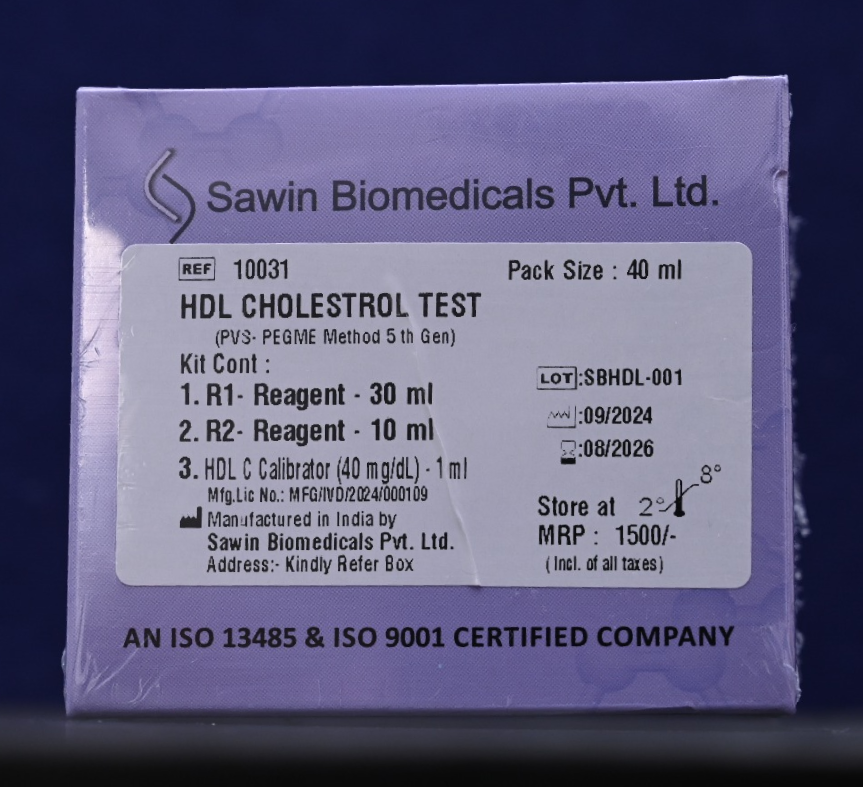 Sawin Biomedicals Pvt. Ltd.
REF 10031
Pack Size : 40 ml
HDL CHOLESTROL TEST
(PVS- PEGME Method 5 th Gen)
Kit Cont :
1. R1- Reagent - 30 ml
2. R2- Reagent - 10 ml
3. HDL C Calibrator (40 mg/dL) - 1 ml
Mfg.Lic No.: MFG/IVD/2024/000109
Manufactured in India by
Sawin Biomedicals Pvt. Ltd.
Address:- Kindly Refer Box
LOT :SBHDL-001
:09/2024
:08/2026
Store at 2° 8°
MRP : 1500/-
(Incl. of all taxes)
AN ISO 13485 & ISO 9001 CERTIFIED COMPANY